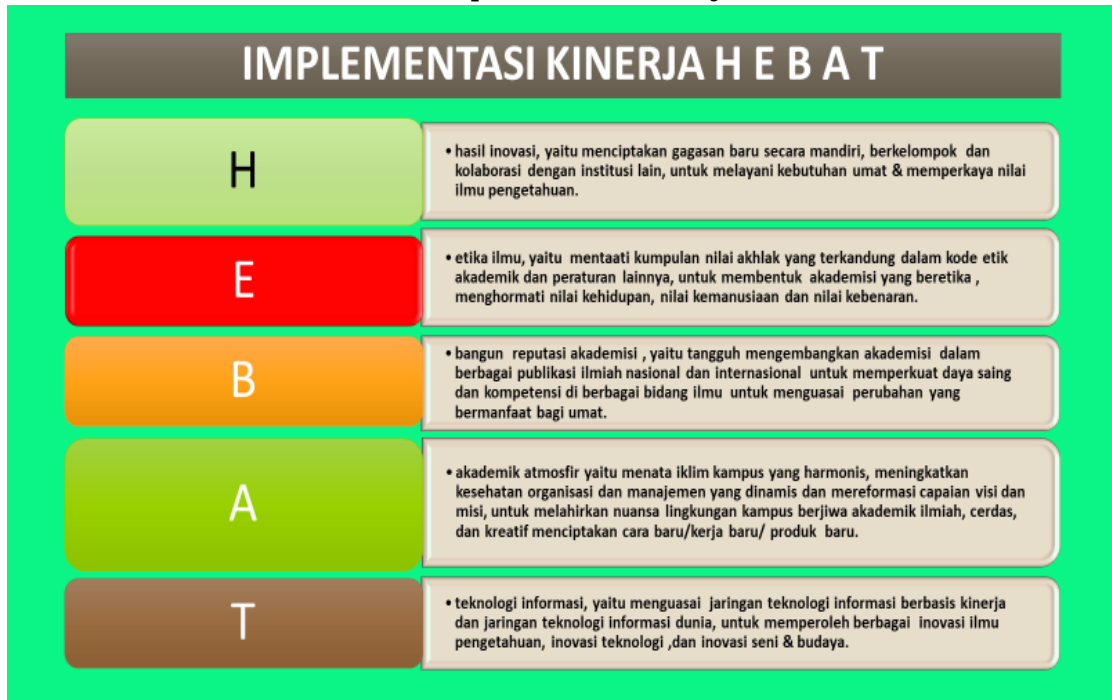 IMPLEMENTASI KINERJA H E B A T
H
• hasil inovasi, yaitu menciptakan gagasan baru secara mandiri, berkelompok dan
kolaborasi dengan institusi lain, untuk melayani kebutuhan umat & memperkaya nilai
ilmu pengetahuan.
E
• etika ilmu, yaitu mentaati kumpulan nilai akhlak yang terkandung dalam kode etik
akademik dan peraturan lainnya, untuk membentuk akademisi yang beretika ,
menghormati nilai kehidupan, nilai kemanusiaan dan nilai kebenaran.
B
• bangun reputasi akademisi , yaitu tangguh mengembangkan akademisi dalam
berbagai publikasi ilmiah nasional dan internasional untuk memperkuat daya saing
dan kompetensi di berbagai bidang ilmu untuk menguasai perubahan yang
bermanfaat bagi umat.
A
• akademik atmosfir yaitu menata iklim kampus yang harmonis, meningkatkan
kesehatan organisasi dan manajemen yang dinamis dan mereformasi capaian visi dan
misi, untuk melahirkan nuansa lingkungan kampus berjiwa akademik ilmiah, cerdas,
dan kreatif menciptakan cara baru/kerja baru/ produk baru.
T
• teknologi informasi, yaitu menguasai jaringan teknologi informasi berbasis kinerja
dan jaringan teknologi informasi dunia, untuk memperoleh berbagai inovasi ilmu
pengetahuan, inovasi teknologi ,dan inovasi seni & budaya.